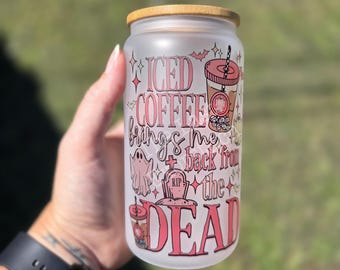 ICED
COFFEE
brings me
back from
the
RIP
DEAD